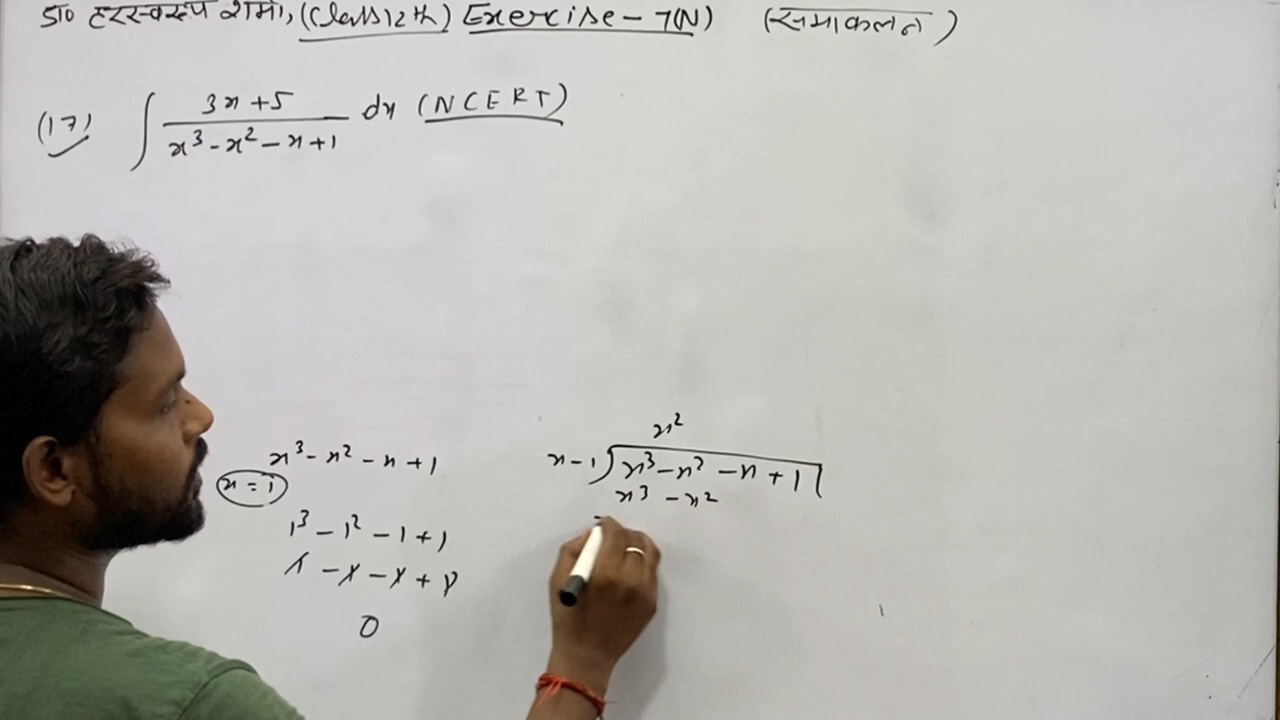 डा० हरस्वरूप शर्मा, (Class 12th) Exercise - 7(N) (समाकलन)
(17) ∫ (3x+5)/(x³-x²-x+1) dx (NCERT)
x³-x²-x+1
x=1
1³-1²-1+1
1-1-1+1
0
x²
x-1)x³-x²-x+1
x³-x²